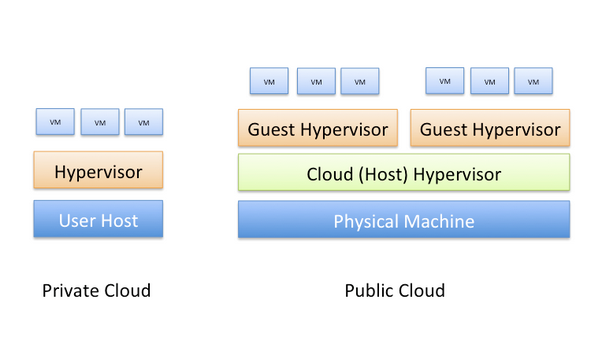 VM VM VM
VM VM VM
VM VM VM
Guest Hypervisor
Guest Hypervisor
Hypervisor
Cloud (Host) Hypervisor
User Host
Physical Machine
Private Cloud
Public Cloud